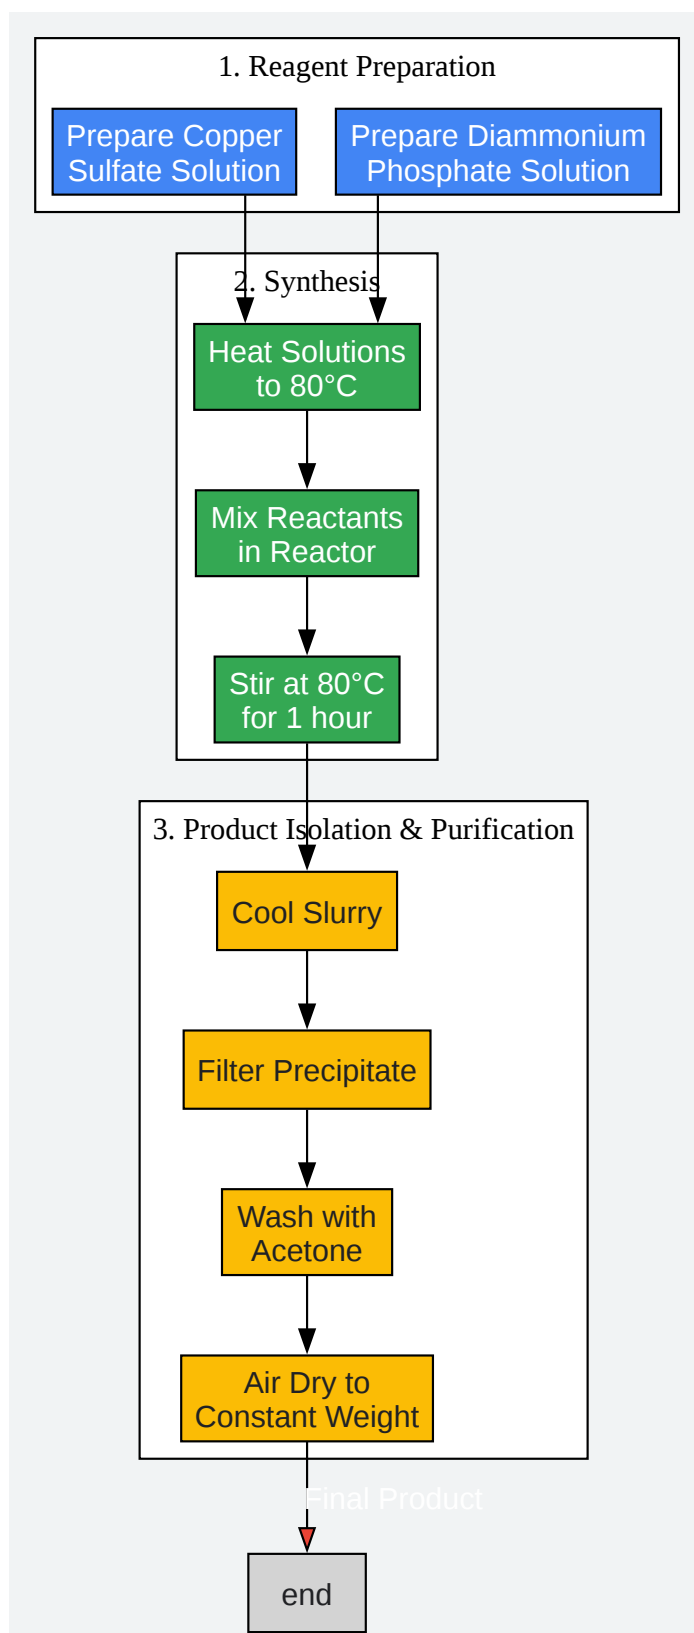 1. Reagent Preparation
Prepare Copper
Sulfate Solution
Prepare Diammonium
Phosphate Solution
2. Synthesis
Heat Solutions
to 80°C
Mix Reactants
in Reactor
Stir at 80°C
for 1 hour
3. Product Isolation & Purification
Cool Slurry
Filter Precipitate
Wash with
Acetone
Air Dry to
Constant Weight
Final Product
end